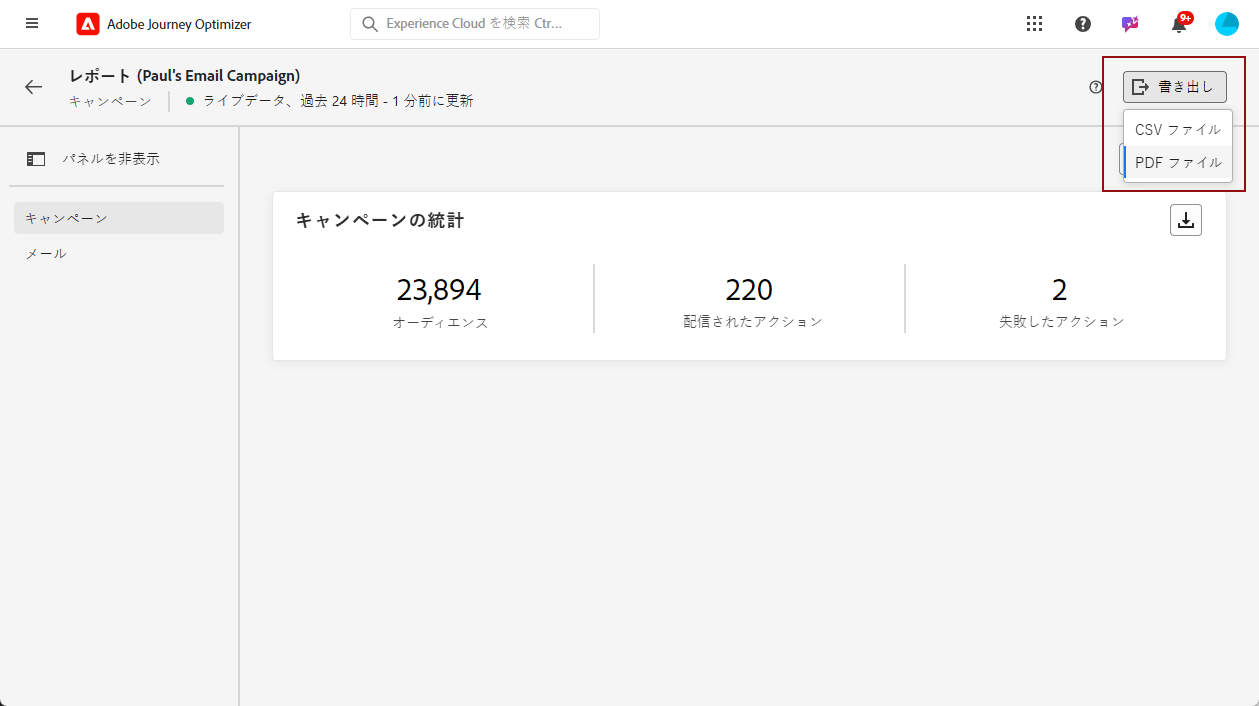 Adobe Journey Optimizer
Experience Cloud を検索 Ctr...
9+
レポート (Paul's Email Campaign)
キャンペーン
ライブデータ、過去 24 時間 - 1 分前に更新
書き出し
CSV ファイル
PDF ファイル
パネルを非表示
キャンペーン
メール
キャンペーンの統計
23,894
オーディエンス
220
配信されたアクション
2
失敗したアクション